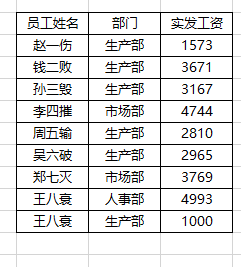 员工姓名 部门 实发工资
赵一伤 生产部 1573
钱二败 生产部 3671
孙三毁 生产部 3167
李四摧 市场部 4744
周五输 生产部 2810
吴六破 生产部 2965
郑七灭 市场部 3769
王八衰 人事部 4993
王八衰 生产部 1000